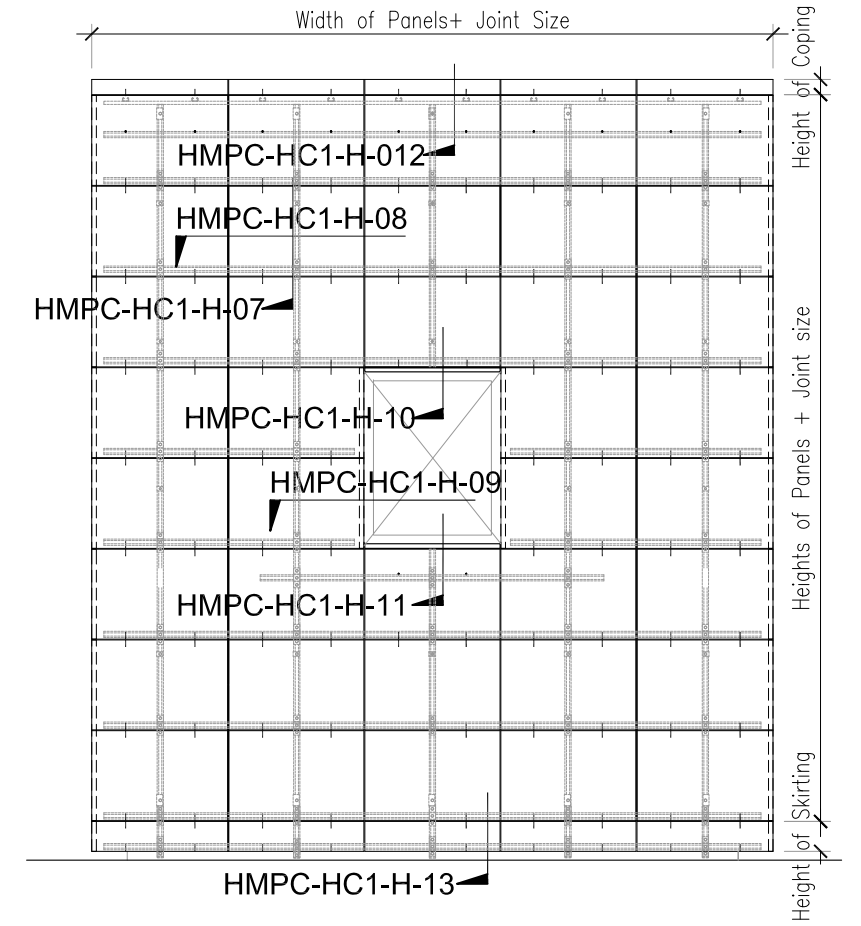 Width of Panels+ Joint Size
Height of Coping
HMPC-HC1-H-012
HMPC-HC1-H-08
HMPC-HC1-H-07
Heights of Panels + Joint size
HMPC-HC1-H-10
HMPC-HC1-H-09
HMPC-HC1-H-11
Height of Skirting
HMPC-HC1-H-13